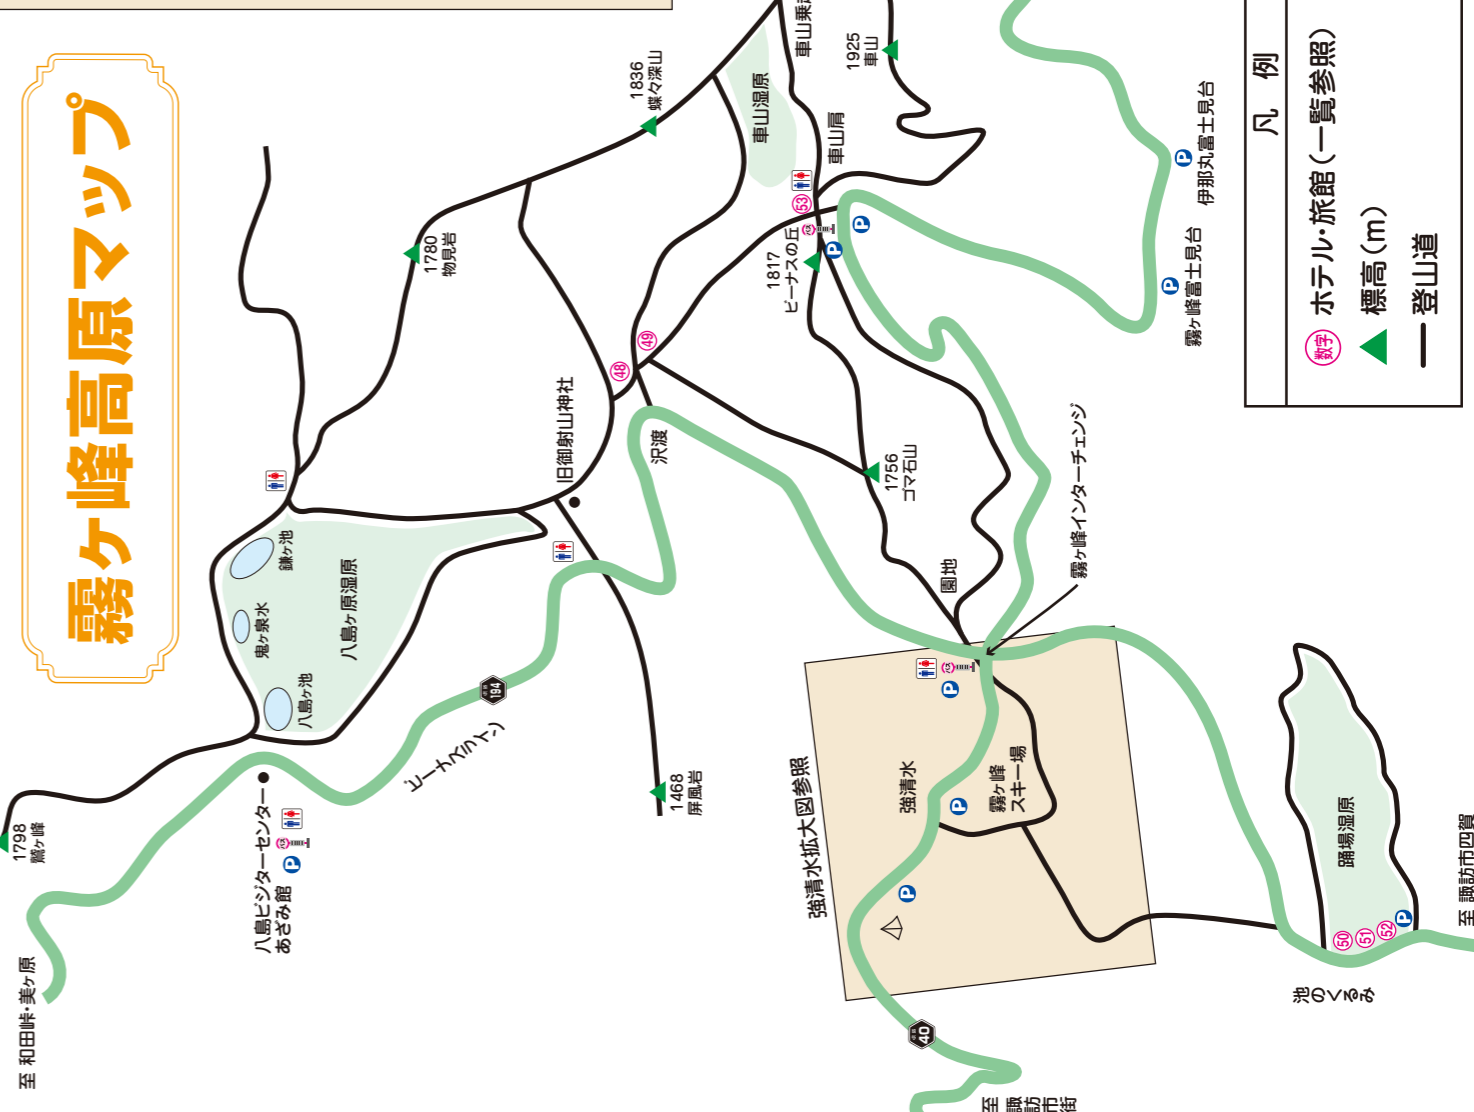 霧ケ峰高原マップ
凡例
数字 ホテル・旅館(一覧参照)
標高(m)
登山道
1925
車山
車山肩
車山湿原
1836
蝶々深山
伊那丸富士見台
霧ヶ峰富士見台
P
P
53
バス
P
P
1817
ビーナスの丘
1780
物見岩
49
48
旧御射山神社
沢渡
1756
ゴマ石山
霧ヶ峰インターチェンジ
園地
鎌ヶ池
鬼ヶ泉水
八島ヶ池
八島ヶ原湿原
194
ビーナスライン
1468
屏風岩
1798
鷲ヶ峰
八島ビジターセンター
あざみ館
バス
P
至 和田峠・美ヶ原
強清水拡大図参照
強清水
霧ヶ峰
スキー場
バス
P
P
P
40
至 諏訪市街
踊場湿原
50
51
52
P
池のくるみ
至 諏訪市四賀